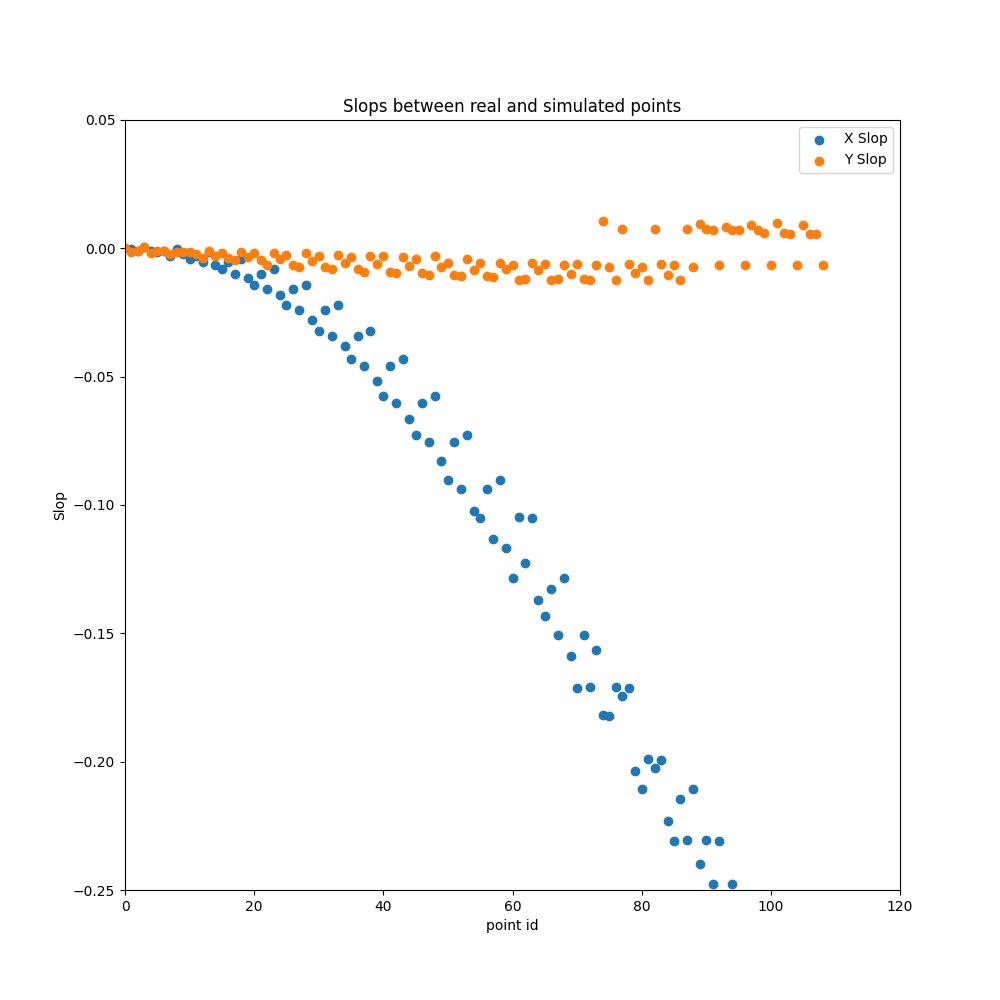 Slops between real and simulated points
X Slop
Y Slop
0.05
0.00
−0.05
−0.10
−0.15
−0.20
−0.25
Slop
0 20 40 60 80 100 120
point id